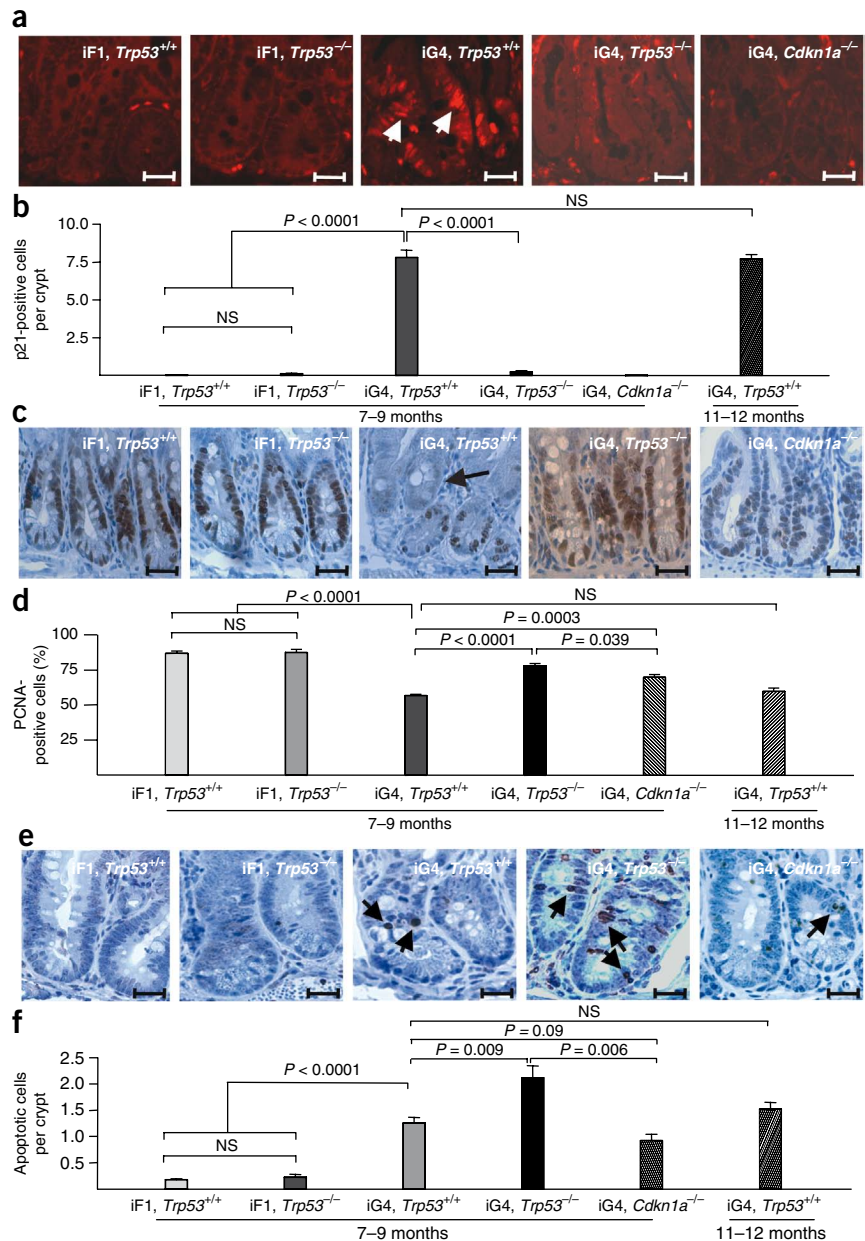 a
iF1, Trp53+/+
iF1, Trp53−/−
iG4, Trp53+/+
iG4, Trp53−/−
iG4, Cdkn1a−/−
b
p21-positive cells
per crypt
10.0
7.5
5.0
2.5
NS
P < 0.0001
P < 0.0001
NS
iF1, Trp53+/+
iF1, Trp53−/−
iG4, Trp53+/+
iG4, Trp53−/−
iG4, Cdkn1a−/−
iG4, Trp53+/+
7–9 months
11–12 months
c
iF1, Trp53+/+
iF1, Trp53−/−
iG4, Trp53+/+
iG4, Trp53−/−
iG4, Cdkn1a−/−
d
PCNA-
positive cells (%)
100
75
50
25
NS
P < 0.0001
P = 0.0003
NS
P < 0.0001
P = 0.039
iF1, Trp53+/+
iF1, Trp53−/−
iG4, Trp53+/+
iG4, Trp53−/−
iG4, Cdkn1a−/−
iG4, Trp53+/+
7–9 months
11–12 months
e
iF1, Trp53+/+
iF1, Trp53−/−
iG4, Trp53+/+
iG4, Trp53−/−
iG4, Cdkn1a−/−
f
Apoptotic cells
per crypt
2.5
2.0
1.5
1.0
0.5
NS
P = 0.09
P < 0.0001
P = 0.009
P = 0.006
NS
iF1, Trp53+/+
iF1, Trp53−/−
iG4, Trp53+/+
iG4, Trp53−/−
iG4, Cdkn1a−/−
iG4, Trp53+/+
7–9 months
11–12 months